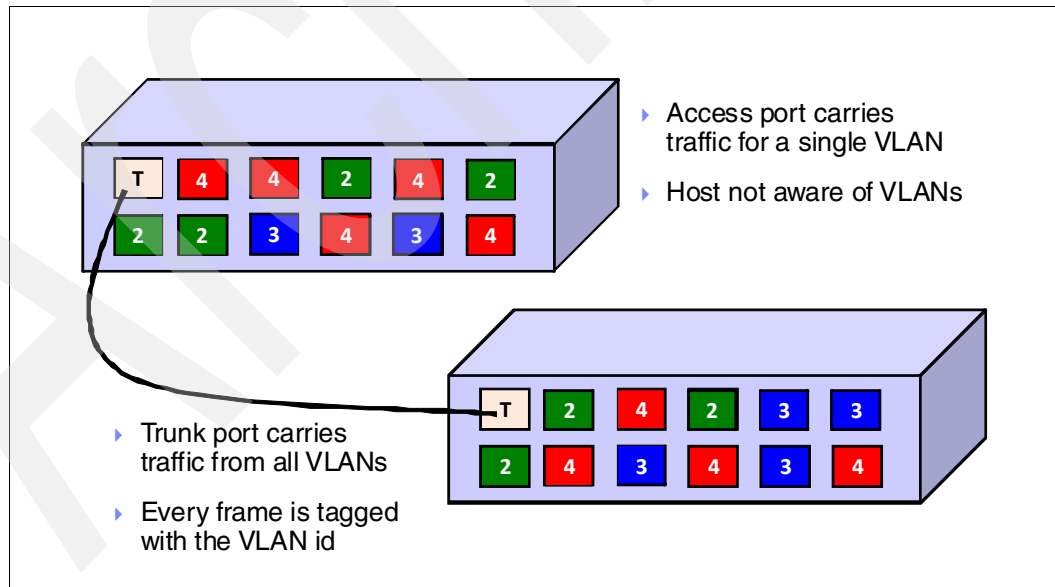 Access port carries
traffic for a single VLAN
Host not aware of VLANs
T 4 4 2 4 2
2 2 3 4 3 4
T 2 4 2 3 3
2 4 3 4 3 4
Trunk port carries
traffic from all VLANs
Every frame is tagged
with the VLAN id